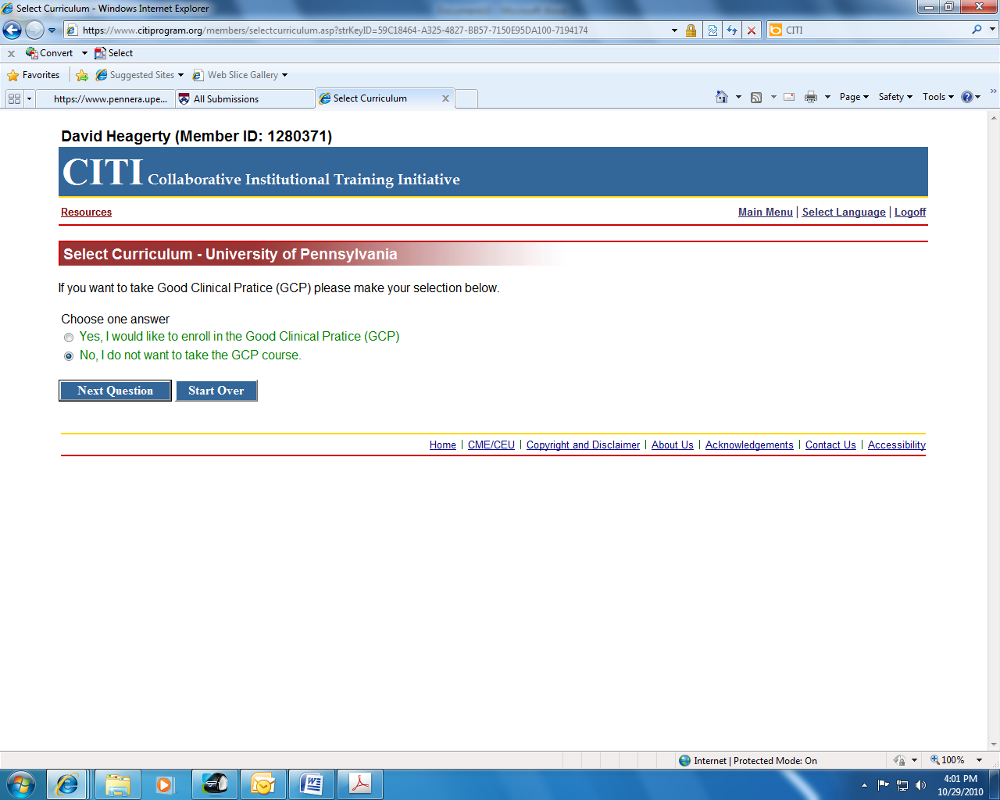 Select Curriculum - Windows Internet Explorer
https://www.citiprogram.org/members/selectcurriculum.asp?strKeyID=59C18464-A325-4827-BB57-7150E95DA100-7194174
CITI
x Convert Select
Favorites Suggested Sites Web Slice Gallery
https://www.pennera.upe... All Submissions Select Curriculum x Page Safety Tools »
David Heagerty (Member ID: 1280371)
CITI Collaborative Institutional Training Initiative
Resources Main Menu | Select Language | Logoff
Select Curriculum - University of Pennsylvania
If you want to take Good Clinical Pratice (GCP) please make your selection below.
Choose one answer
Yes, I would like to enroll in the Good Clinical Pratice (GCP)
No, I do not want to take the GCP course.
Next Question Start Over
Home | CME/CEU | Copyright and Disclaimer | About Us | Acknowledgements | Contact Us | Accessibility
Internet | Protected Mode: On 100%
4:01 PM
10/29/2010